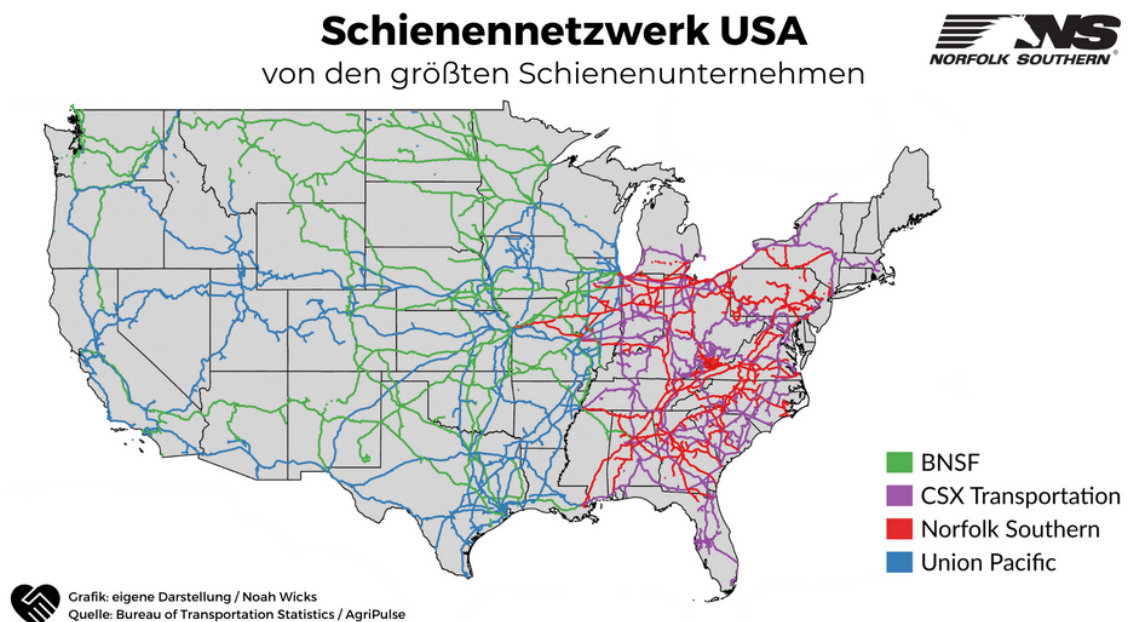 Schienennetzwerk USA
von den größten Schienenunternehmen
NS
NORFOLK SOUTHERN®
BNSF
CSX Transportation
Norfolk Southern
Union Pacific
Grafik: eigene Darstellung / Noah Wicks
Quelle: Bureau of Transportation Statistics / AgriPulse